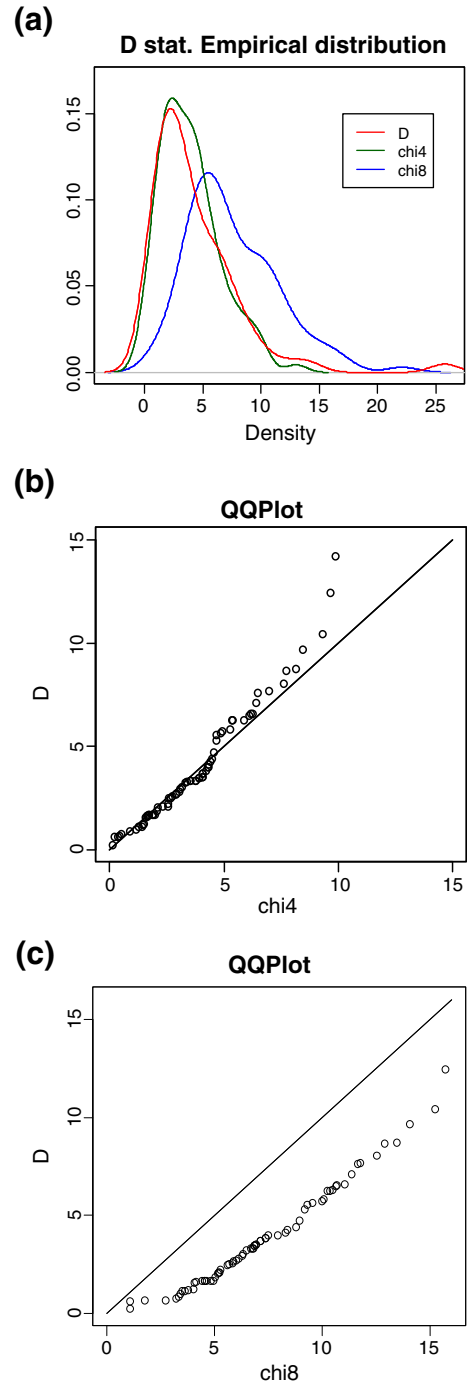 (a)
D stat. Empirical distribution
0.15
0.10
0.05
0.00
D
chi4
chi8
0 5 10 15 20 25
Density
(b)
QQPlot
15
10
5
0
D
0 5 10 15
chi4
(c)
QQPlot
15
10
5
0
D
0 5 10 15
chi8